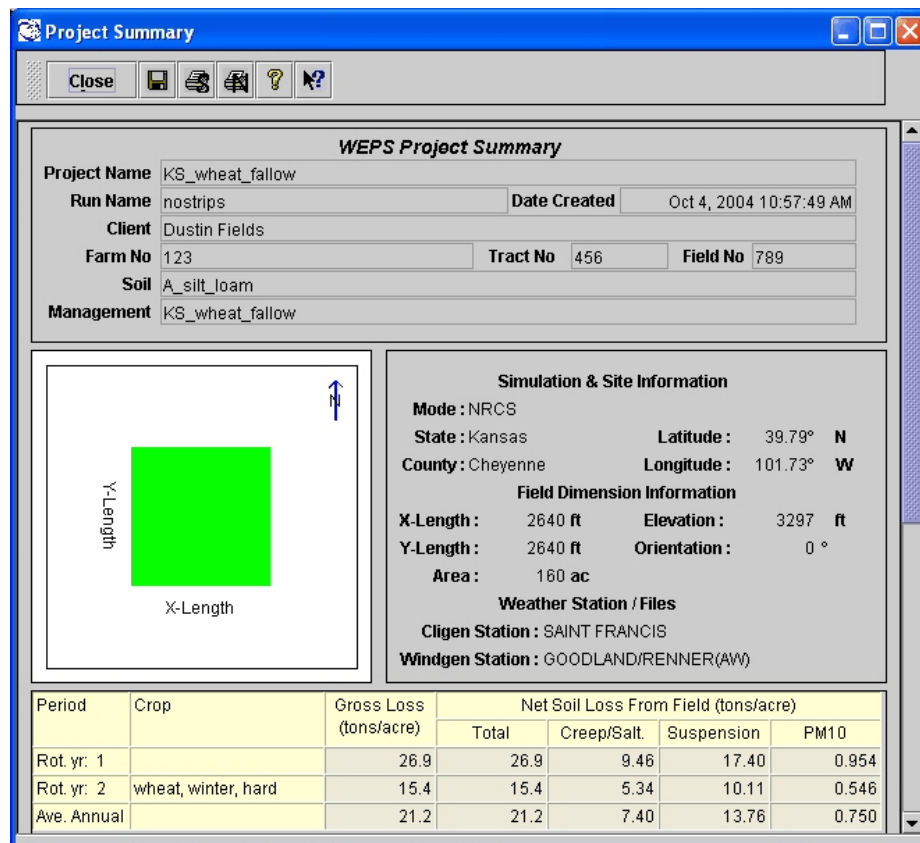 Project Summary
Close
WEPS Project Summary
Project Name KS_wheat_fallow
Run Name nostrips Date Created Oct 4, 2004 10:57:49 AM
Client Dustin Fields
Farm No 123 Tract No 456 Field No 789
Soil A_silt_loam
Management KS_wheat_fallow
N
Y-Length
X-Length
Simulation & Site Information
Mode : NRCS
State : Kansas Latitude : 39.79° N
County : Cheyenne Longitude : 101.73° W
Field Dimension Information
X-Length : 2640 ft Elevation : 3297 ft
Y-Length : 2640 ft Orientation : 0 °
Area : 160 ac
Weather Station / Files
Cligen Station : SAINT FRANCIS
Windgen Station : GOODLAND/RENNER(AW)
Period Crop Gross Loss Net Soil Loss From Field (tons/acre)
(tons/acre) Total Creep/Salt. Suspension PM10
Rot. yr: 1 26.9 26.9 9.46 17.40 0.954
Rot. yr: 2 wheat, winter, hard 15.4 15.4 5.34 10.11 0.546
Ave. Annual 21.2 21.2 7.40 13.76 0.750